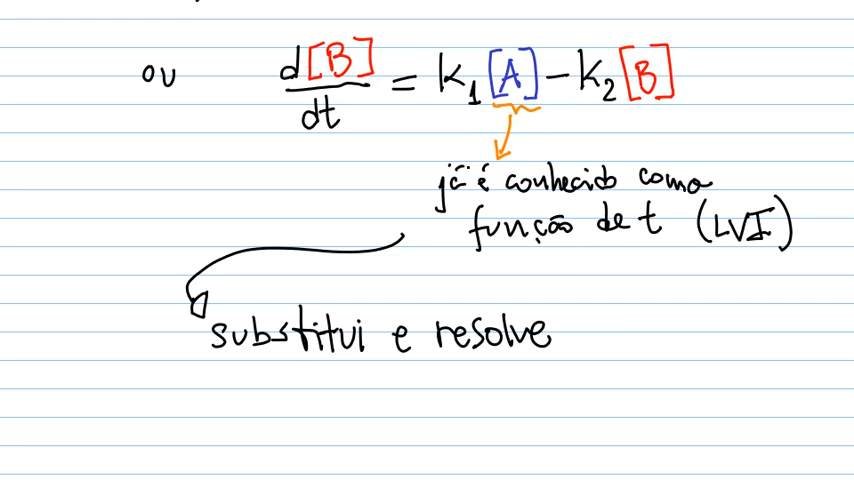 ou d[B]/dt = k₁[A] − k₂[B]
já é conhecido como
função de t (LVI)
substitui e resolve